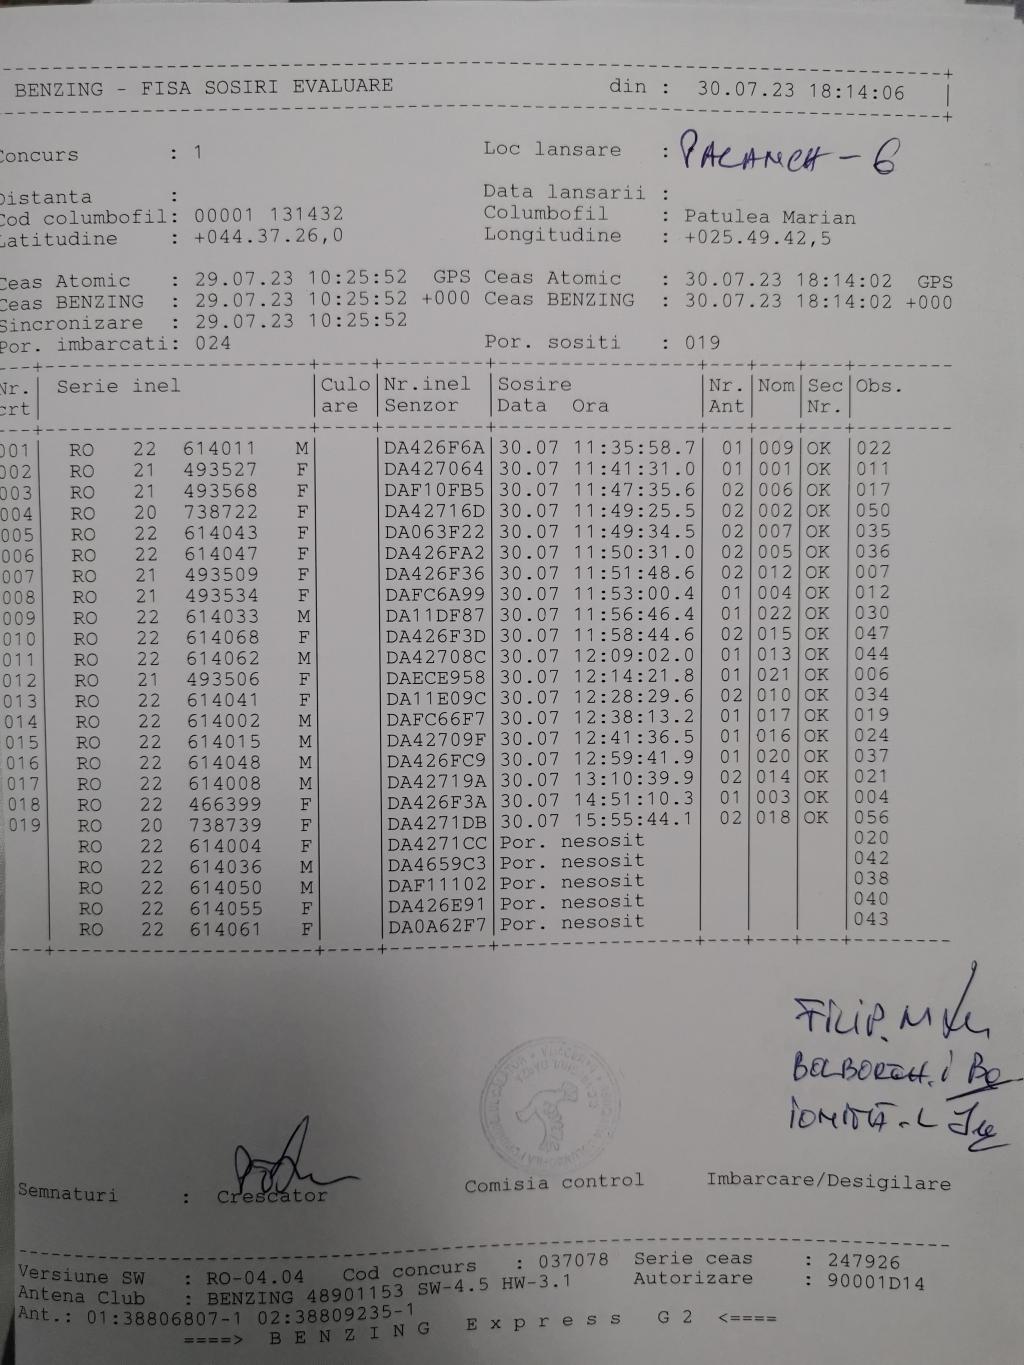 BENZING - FISA SOSIRI EVALUARE din : 30.07.23 18:14:06
Concurs : 1 Loc lansare : PALANCA - 6
Distanta : Data lansarii :
Cod columbofil: 00001 131432 Columbofil : Patulea Marian
Latitudine : +044.37.26,0 Longitudine : +025.49.42,5
Ceas Atomic : 29.07.23 10:25:52 GPS Ceas Atomic : 30.07.23 18:14:02 GPS
Ceas BENZING : 29.07.23 10:25:52 +000 Ceas BENZING : 30.07.23 18:14:02 +000
Sincronizare : 29.07.23 10:25:52
Por. imbarcati: 024 Por. sositi : 019
Nr. Serie inel Culo Nr.inel Sosire Nr. Nom Sec Obs.
crt are Senzor Data Ora Ant Nr.
001 RO 22 614011 M DA426F6A 30.07 11:35:58.7 01 009 OK 022
002 RO 21 493527 F DA427064 30.07 11:41:31.0 01 001 OK 011
003 RO 21 493568 F DAF10FB5 30.07 11:47:35.6 02 006 OK 017
004 RO 20 738722 F DA42716D 30.07 11:49:25.5 02 002 OK 050
005 RO 22 614043 F DA063F22 30.07 11:49:34.5 02 007 OK 035
006 RO 22 614047 F DA426FA2 30.07 11:50:31.0 02 005 OK 036
007 RO 21 493509 F DA426F36 30.07 11:51:48.6 02 012 OK 007
008 RO 21 493534 F DAFC6A99 30.07 11:53:00.4 01 004 OK 012
009 RO 22 614033 M DA11DF87 30.07 11:56:46.4 01 022 OK 030
010 RO 22 614068 F DA426F3D 30.07 11:58:44.6 02 015 OK 047
011 RO 22 614062 M DA42708C 30.07 12:09:02.0 01 013 OK 044
012 RO 21 493506 F DAECE958 30.07 12:14:21.8 01 021 OK 006
013 RO 22 614041 F DA11E09C 30.07 12:28:29.6 02 010 OK 034
014 RO 22 614002 M DAFC66F7 30.07 12:38:13.2 01 017 OK 019
015 RO 22 614015 M DA42709F 30.07 12:41:36.5 01 016 OK 024
016 RO 22 614048 M DA426FC9 30.07 12:59:41.9 01 020 OK 037
017 RO 22 614008 M DA42719A 30.07 13:10:39.9 02 014 OK 021
018 RO 22 466399 F DA426F3A 30.07 14:51:10.3 01 003 OK 004
019 RO 20 738739 F DA4271DB 30.07 15:55:44.1 02 018 OK 056
RO 22 614004 F DA4271CC Por. nesosit 020
RO 22 614036 M DA4659C3 Por. nesosit 042
RO 22 614050 M DAF11102 Por. nesosit 038
RO 22 614055 F DA426E91 Por. nesosit 040
RO 22 614061 F DA0A62F7 Por. nesosit 043
FILIP. M
IONITĂ - L
Semnaturi : Crescator Comisia control Imbarcare/Desigilare
Versiune SW : RO-04.04 Cod concurs : 037078 Serie ceas : 247926
Antena Club : BENZING 48901153 SW-4.5 HW-3.1 Autorizare : 90001D14
Ant.: 01:38806807-1 02:38809235-1
====> B E N Z I N G E x p r e s s G 2 <====